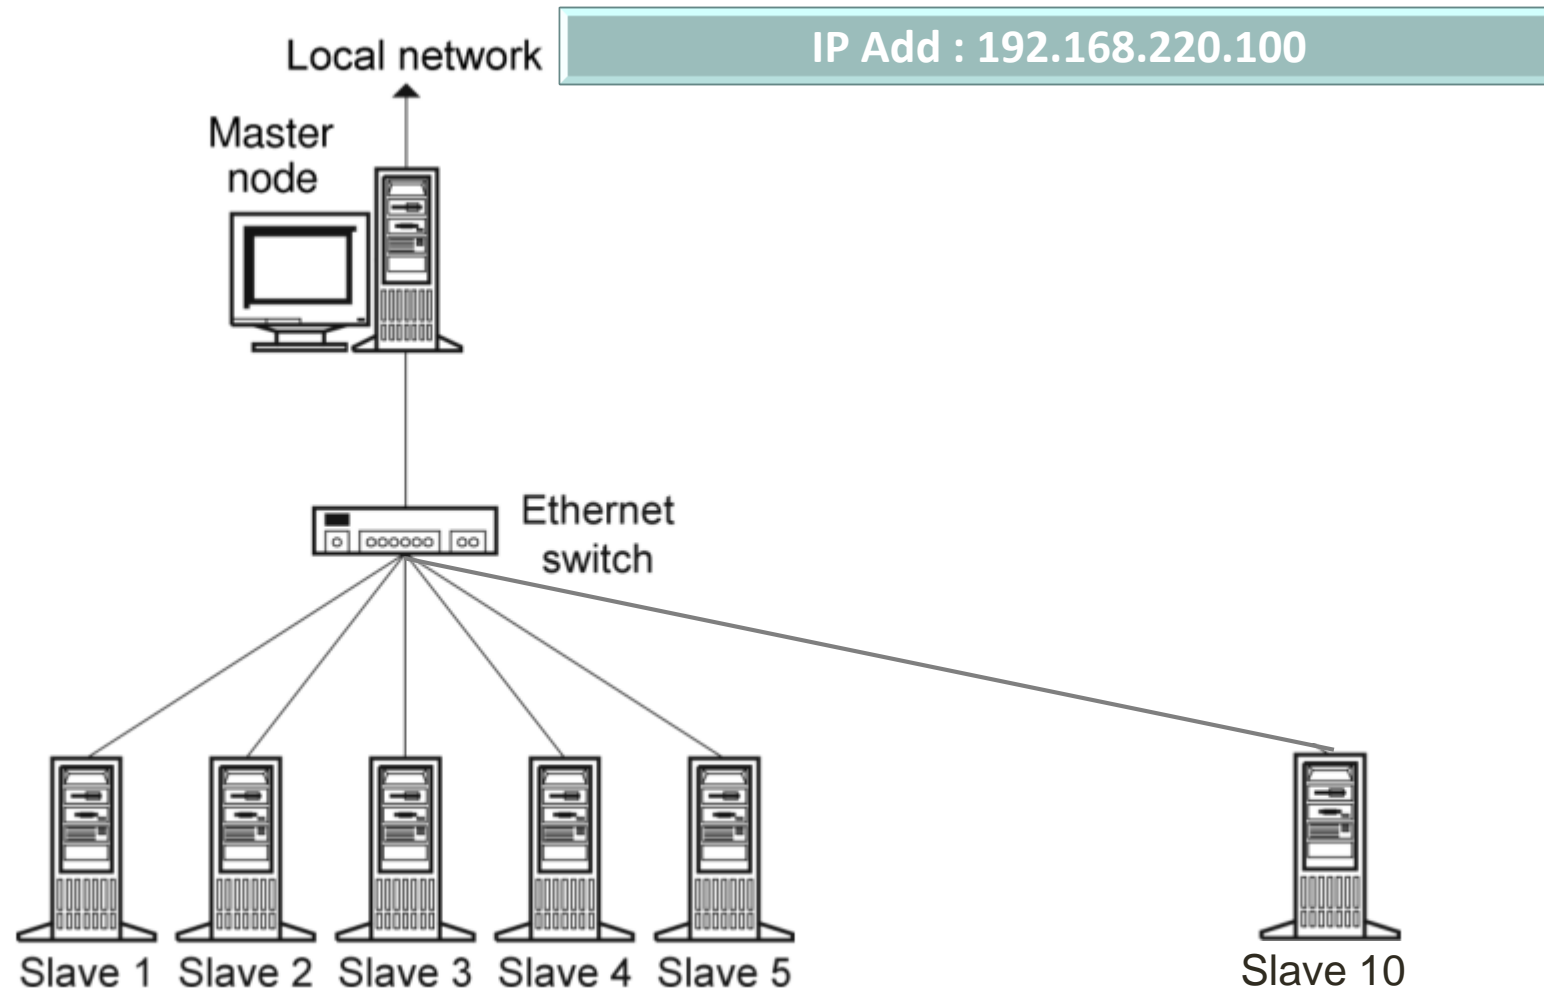 IP Add : 192.168.220.100
Local network
Master
node
Ethernet
switch
Slave 1
Slave 2
Slave 3
Slave 4
Slave 5
Slave 10